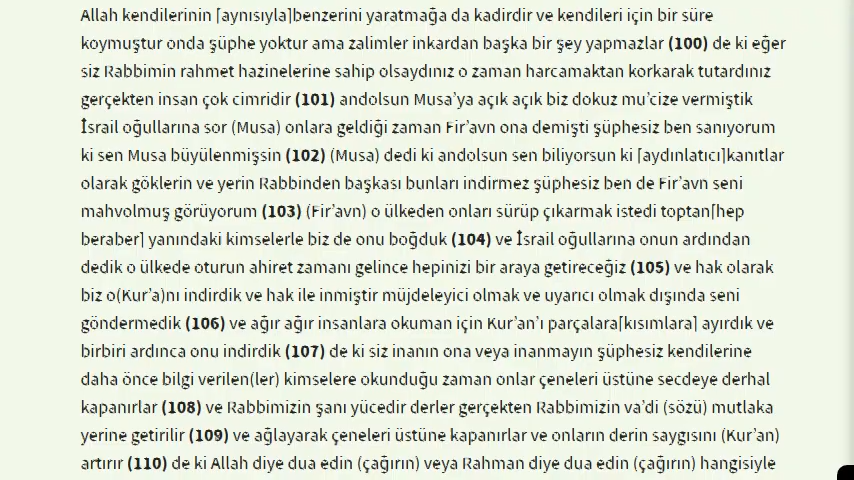 Allah kendilerinin [aynısıyla]benzerini yaratmağa da kadirdir ve kendileri için bir süre
koymuştur onda şüphe yoktur ama zalimler inkardan başka bir şey yapmazlar (100) de ki eğer
siz Rabbimin rahmet hazinelerine sahip olsaydınız o zaman harcamaktan korkarak tutardınız
gerçekten insan çok cimridir (101) andolsun Musa'ya açık açık biz dokuz mu'cize vermiştik
İsrail oğullarına sor (Musa) onlara geldiği zaman Fir'avn ona demişti şüphesiz ben sanıyorum
ki sen Musa büyülenmişsin (102) (Musa) dedi ki andolsun sen biliyorsun ki [aydınlatıcı]kanıtlar
olarak göklerin ve yerin Rabbinden başkası bunları indirmez şüphesiz ben de Fir'avn seni
mahvolmuş görüyorum (103) (Fir'avn) o ülkeden onları sürüp çıkarmak istedi toptan[hep
beraber] yanındaki kimselerle biz de onu boğduk (104) ve İsrail oğullarına onun ardından
dedik o ülkede oturun ahiret zamanı gelince hepinizi bir araya getireceğiz (105) ve hak olarak
biz o(Kur'a)nı indirdik ve hak ile inmiştir müjdeleyici olmak ve uyarıcı olmak dışında seni
göndermedik (106) ve ağır ağır insanlara okuman için Kur'an'ı parçalara[kısımlara] ayırdık ve
birbiri ardınca onu indirdik (107) de ki siz inanın ona veya inanmayın şüphesiz kendilerine
daha önce bilgi verilen(ler) kimselere okunduğu zaman onlar çeneleri üstüne secdeye derhal
kapanırlar (108) ve Rabbimizin şanı yücedir derler gerçekten Rabbimizin va'di (sözü) mutlaka
yerine getirilir (109) ve ağlayarak çeneleri üstüne kapanırlar ve onların derin saygısını (Kur'an)
artırır (110) de ki Allah diye dua edin (çağırın) veya Rahman diye dua edin (çağırın) hangisiyle